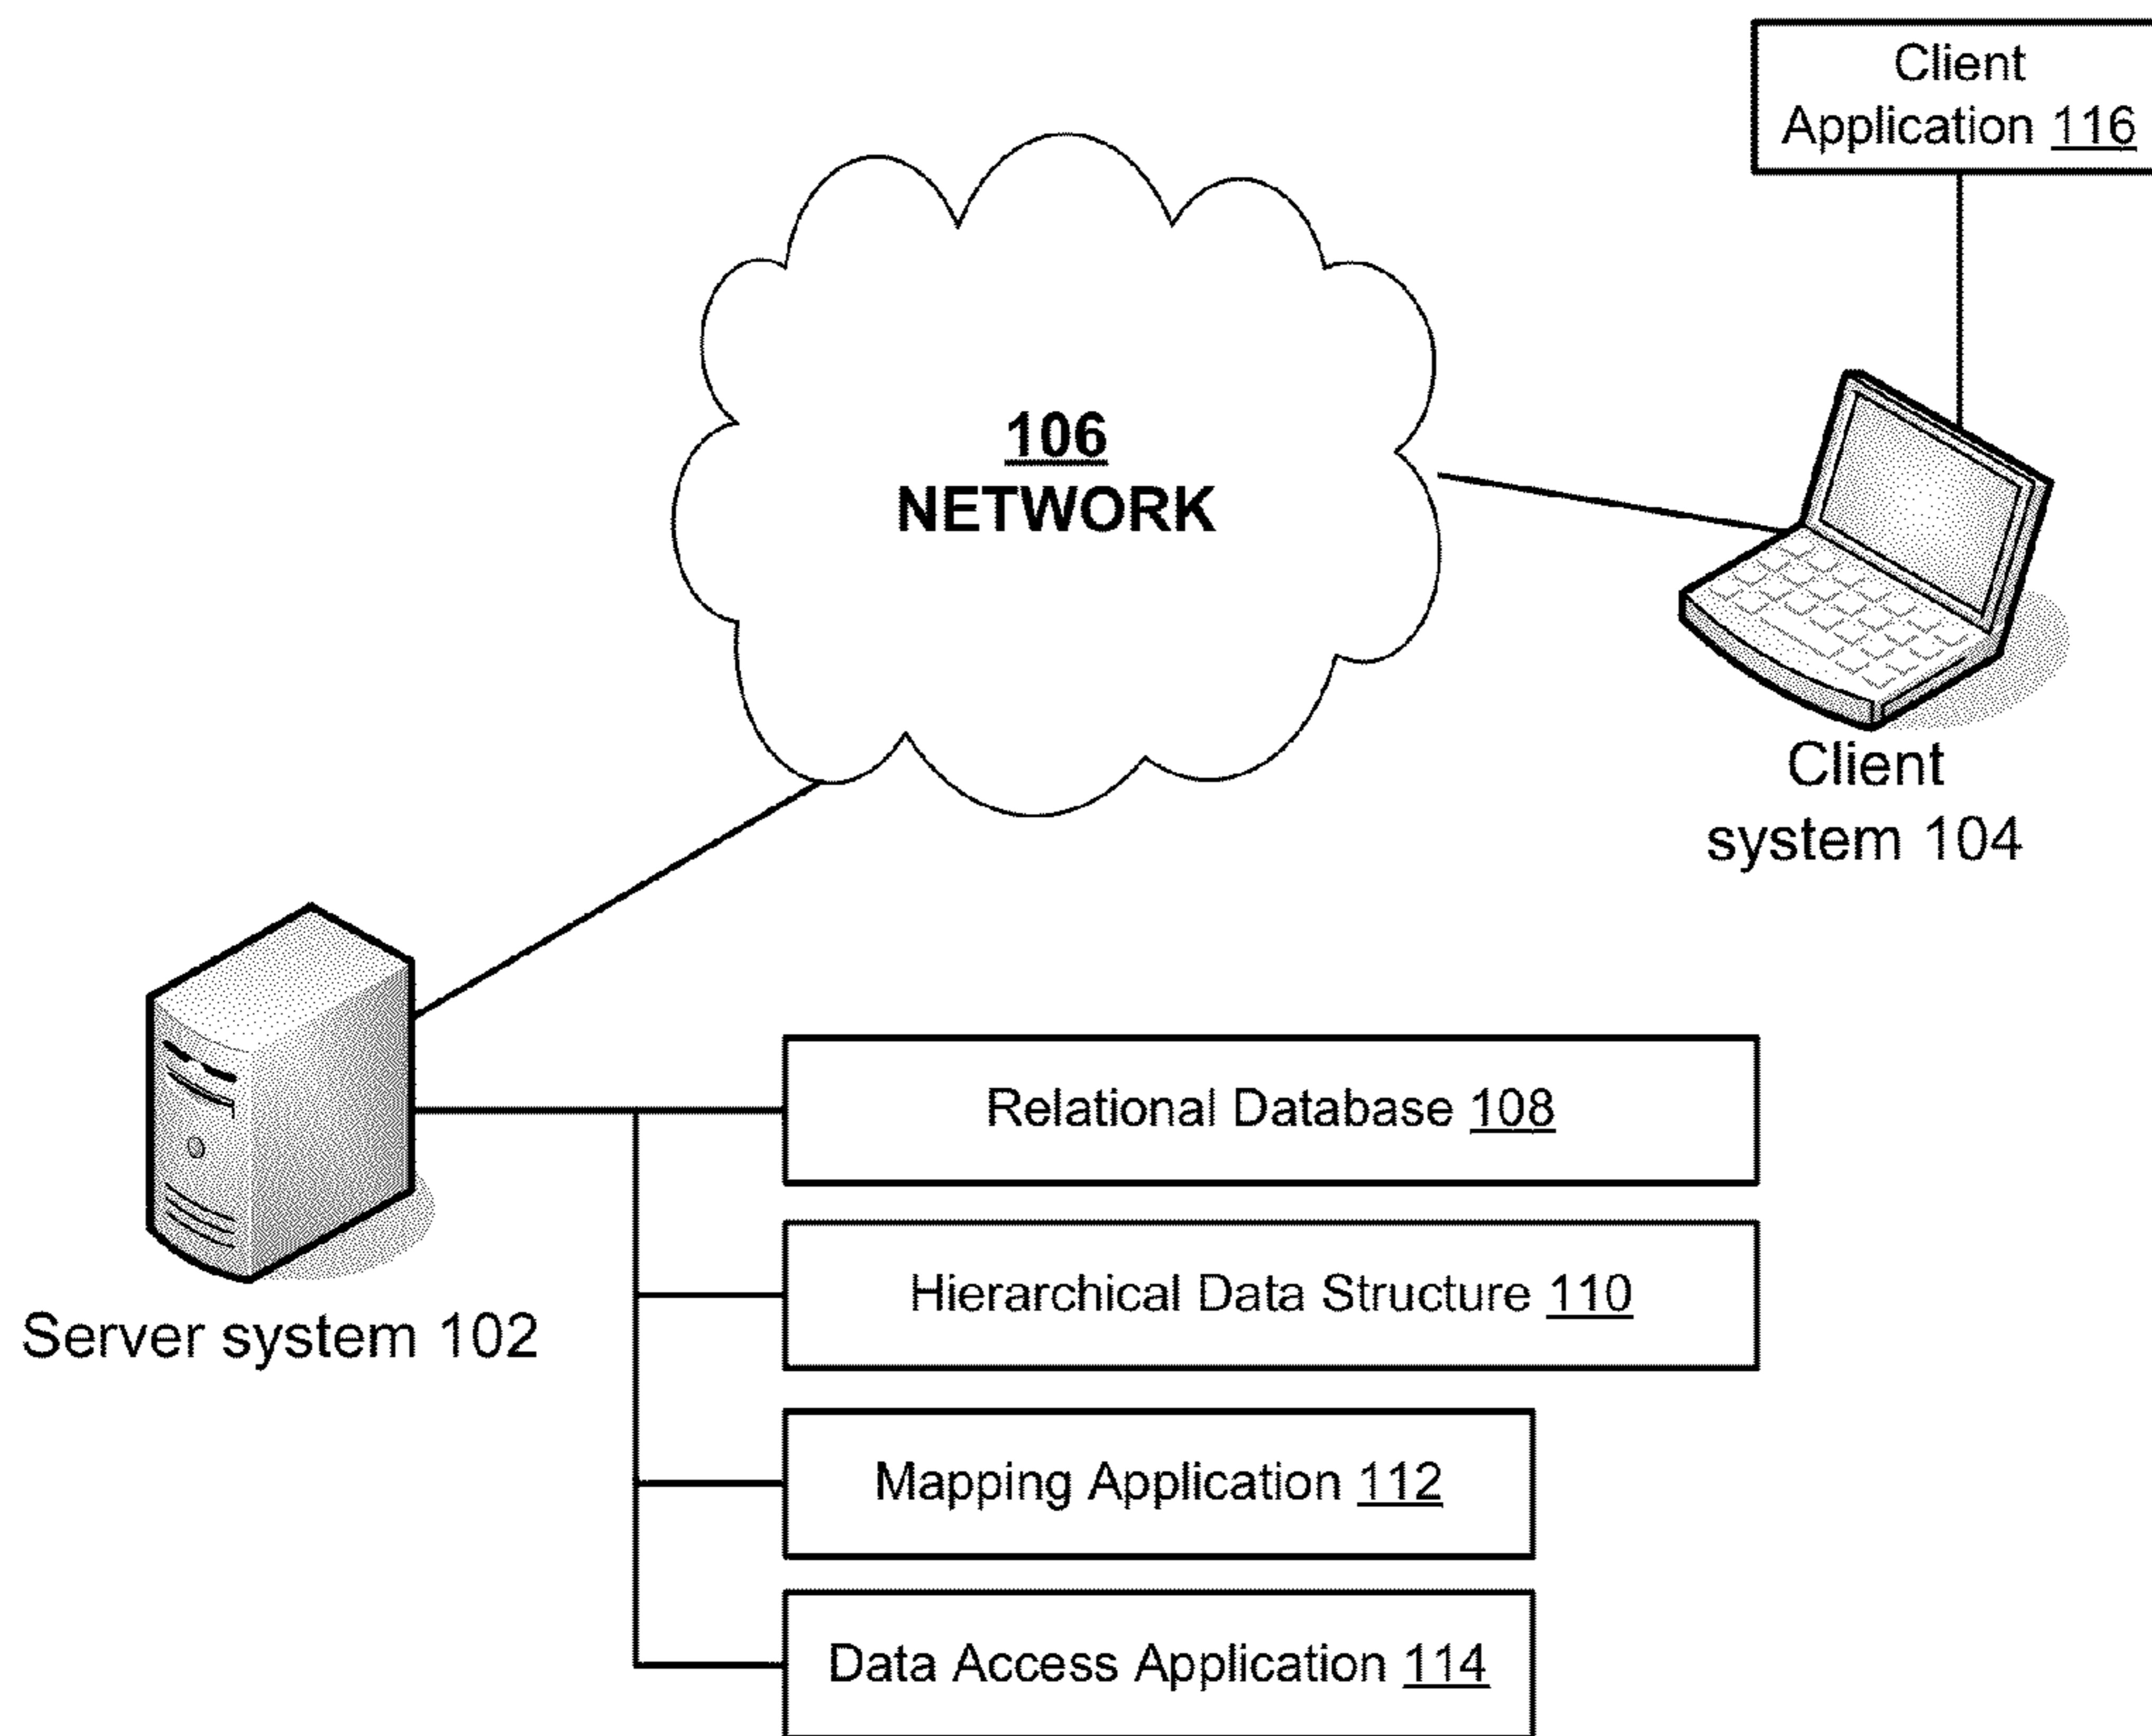 Client
Application 116
106
NETWORK
Client
system 104
Relational Database 108
Hierarchical Data Structure 110
Server system 102
Mapping Application 112
Data Access Application 114